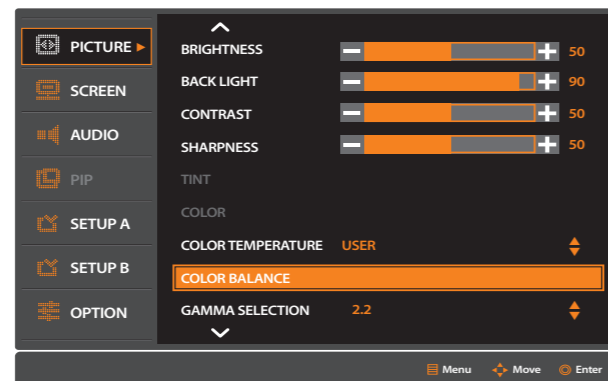 PICTURE
SCREEN
AUDIO
PIP
SETUP A
SETUP B
OPTION
BRIGHTNESS 50
BACK LIGHT 90
CONTRAST 50
SHARPNESS 50
TINT
COLOR
COLOR TEMPERATURE USER
COLOR BALANCE
GAMMA SELECTION 2.2
Menu Move Enter